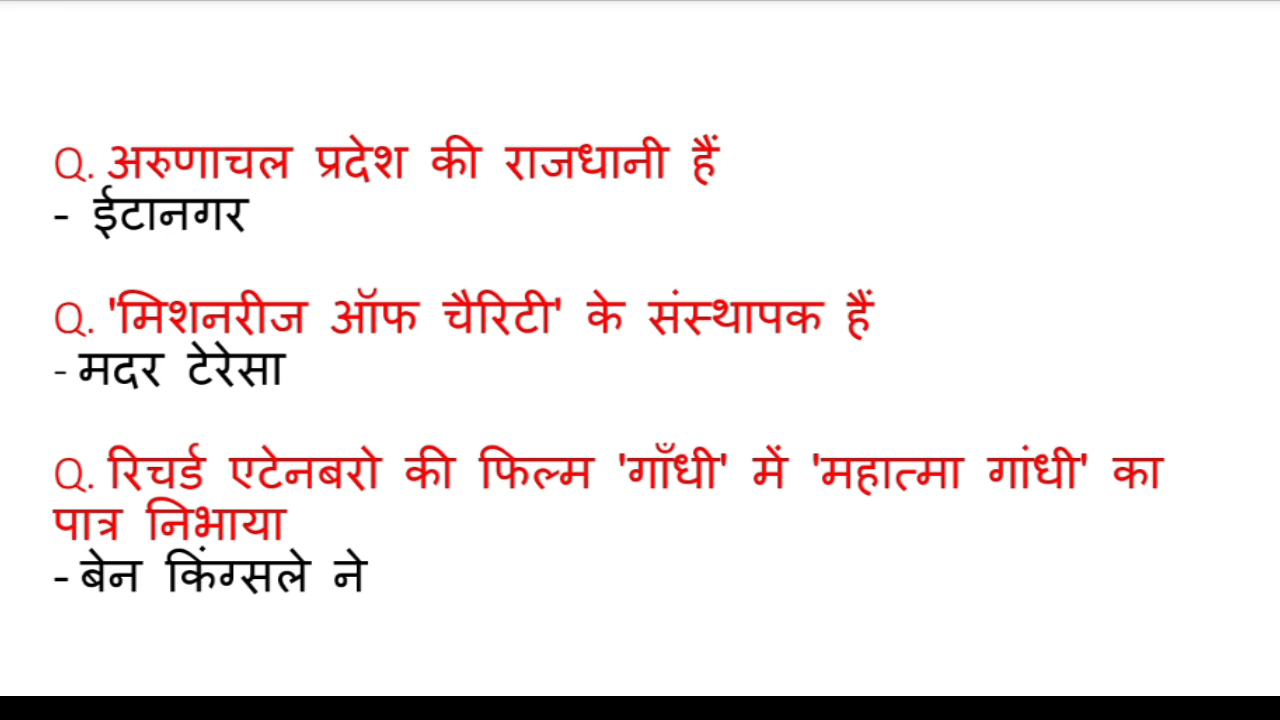 Q. अरुणाचल प्रदेश की राजधानी हैं
- ईटानगर
Q. 'मिशनरीज ऑफ चैरिटी' के संस्थापक हैं
- मदर टेरेसा
Q. रिचर्ड एटेनबरो की फिल्म 'गाँधी' में 'महात्मा गांधी' का
पात्र निभाया
- बेन किंग्सले ने